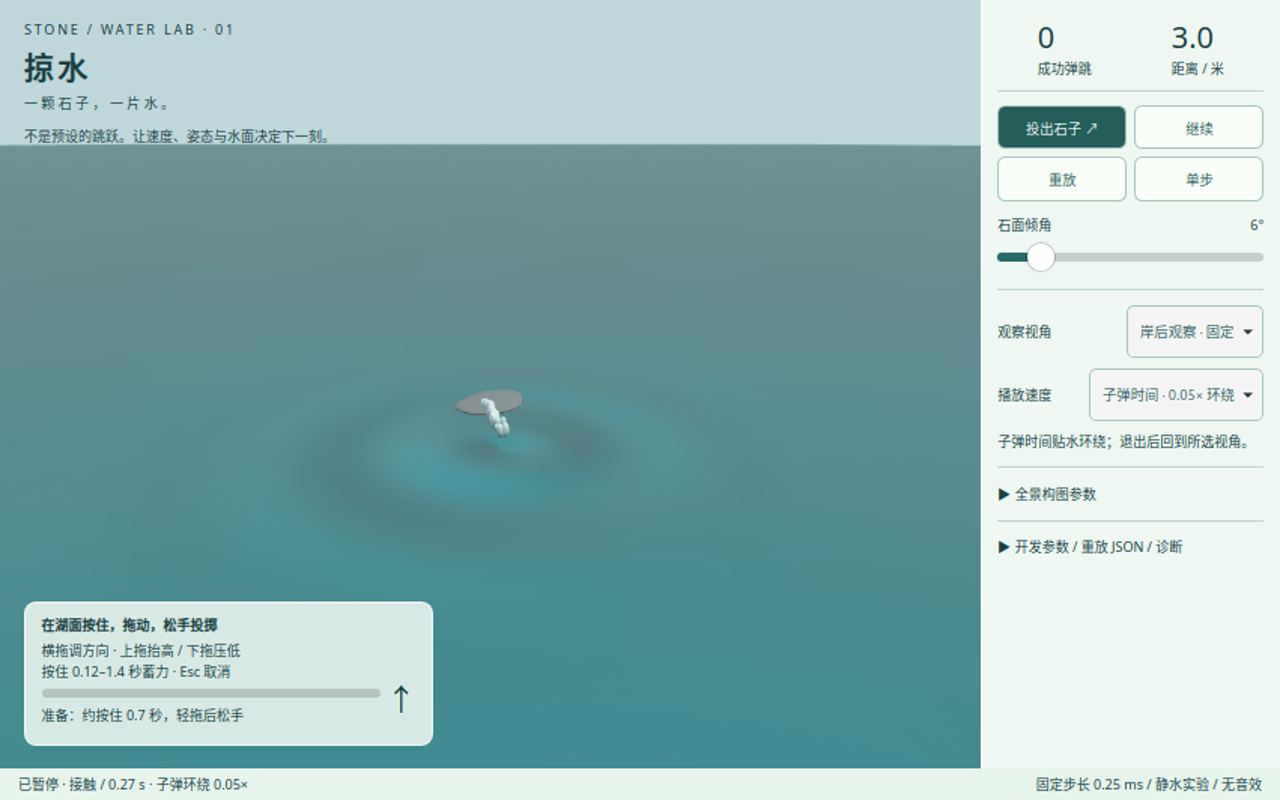 STONE / WATER LAB · 01
掠水
一颗石子，一片水。
不是预设的跳跃。让速度、姿态与水面决定下一刻。
0
成功弹跳
3.0
距离 / 米
投出石子 ↗
继续
重放
单步
石面倾角
6°
观察视角
岸后观察 · 固定
播放速度
子弹时间 · 0.05× 环绕
子弹时间贴水环绕；退出后回到所选视角。
▶ 全景构图参数
▶ 开发参数 / 重放 JSON / 诊断
在湖面按住，拖动，松手投掷
横拖调方向 · 上拖抬高 / 下拖压低
按住 0.12–1.4 秒蓄力 · Esc 取消
↑
准备：约按住 0.7 秒，轻拖后松手
已暂停 · 接触 / 0.27 s · 子弹环绕 0.05×
固定步长 0.25 ms / 静水实验 / 无音效